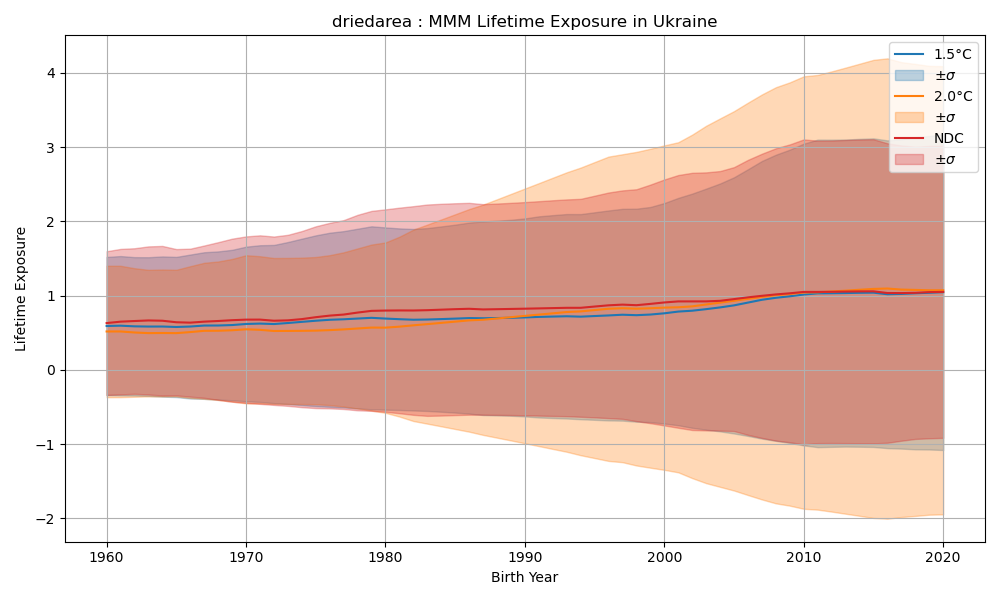 driedarea : MMM Lifetime Exposure in Ukraine
1.5°C
±σ
2.0°C
±σ
NDC
±σ
Lifetime Exposure
4
3
2
1
0
−1
−2
1960
1970
1980
1990
2000
2010
2020
Birth Year